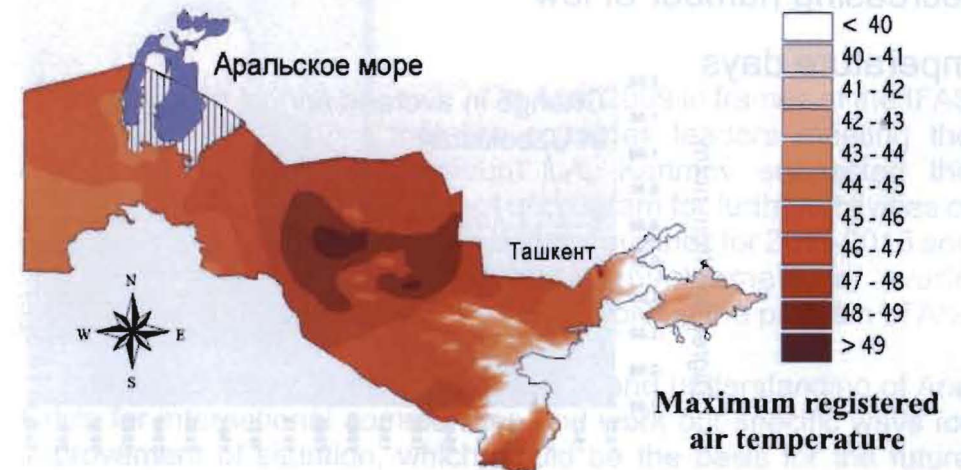 Аральское море
Ташкент
N
W E
S
< 40
40 - 41
41 - 42
42 - 43
43 - 44
44 - 45
45 - 46
46 - 47
47 - 48
48 - 49
> 49
Maximum registered
air temperature